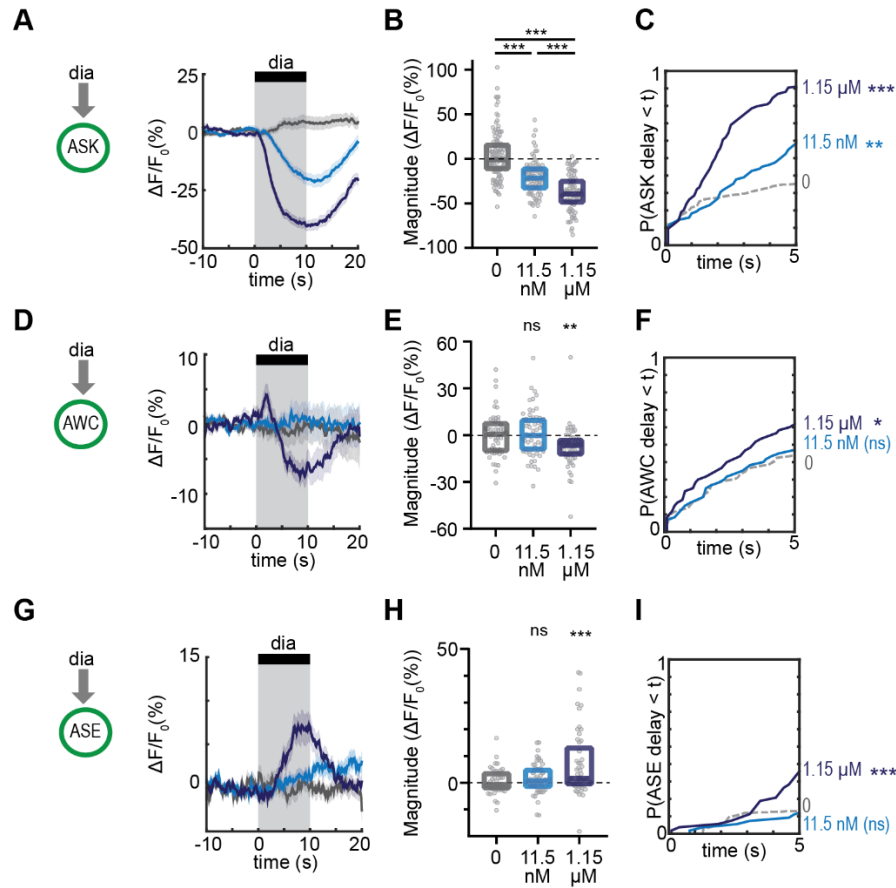 A
dia
ASK
dia
ΔF/F0(%)
25
0
-25
-50
-10 0 10 20
time (s)
B
***
*** ***
Magnitude (ΔF/F0(%))
100
50
0
-50
-100
0 11.5 1.15
nM µM
C
P(ASK delay < t)
1
0
0 5
time (s)
1.15 µM ***
11.5 nM **
0
D
dia
AWC
dia
ΔF/F0(%)
10
0
-10
-10 0 10 20
time (s)
E
ns **
Magnitude (ΔF/F0(%))
60
30
0
-30
-60
0 11.5 1.15
nM µM
F
P(AWC delay < t)
1
0
0 5
time (s)
1.15 µM *
11.5 nM (ns)
0
G
dia
ASE
dia
ΔF/F0(%)
15
0
-10 0 10 20
time (s)
H
ns ***
Magnitude (ΔF/F0(%))
50
0
0 11.5 1.15
nM µM
I
P(ASE delay < t)
1
0
0 5
time (s)
1.15 µM ***
0
11.5 nM (ns)